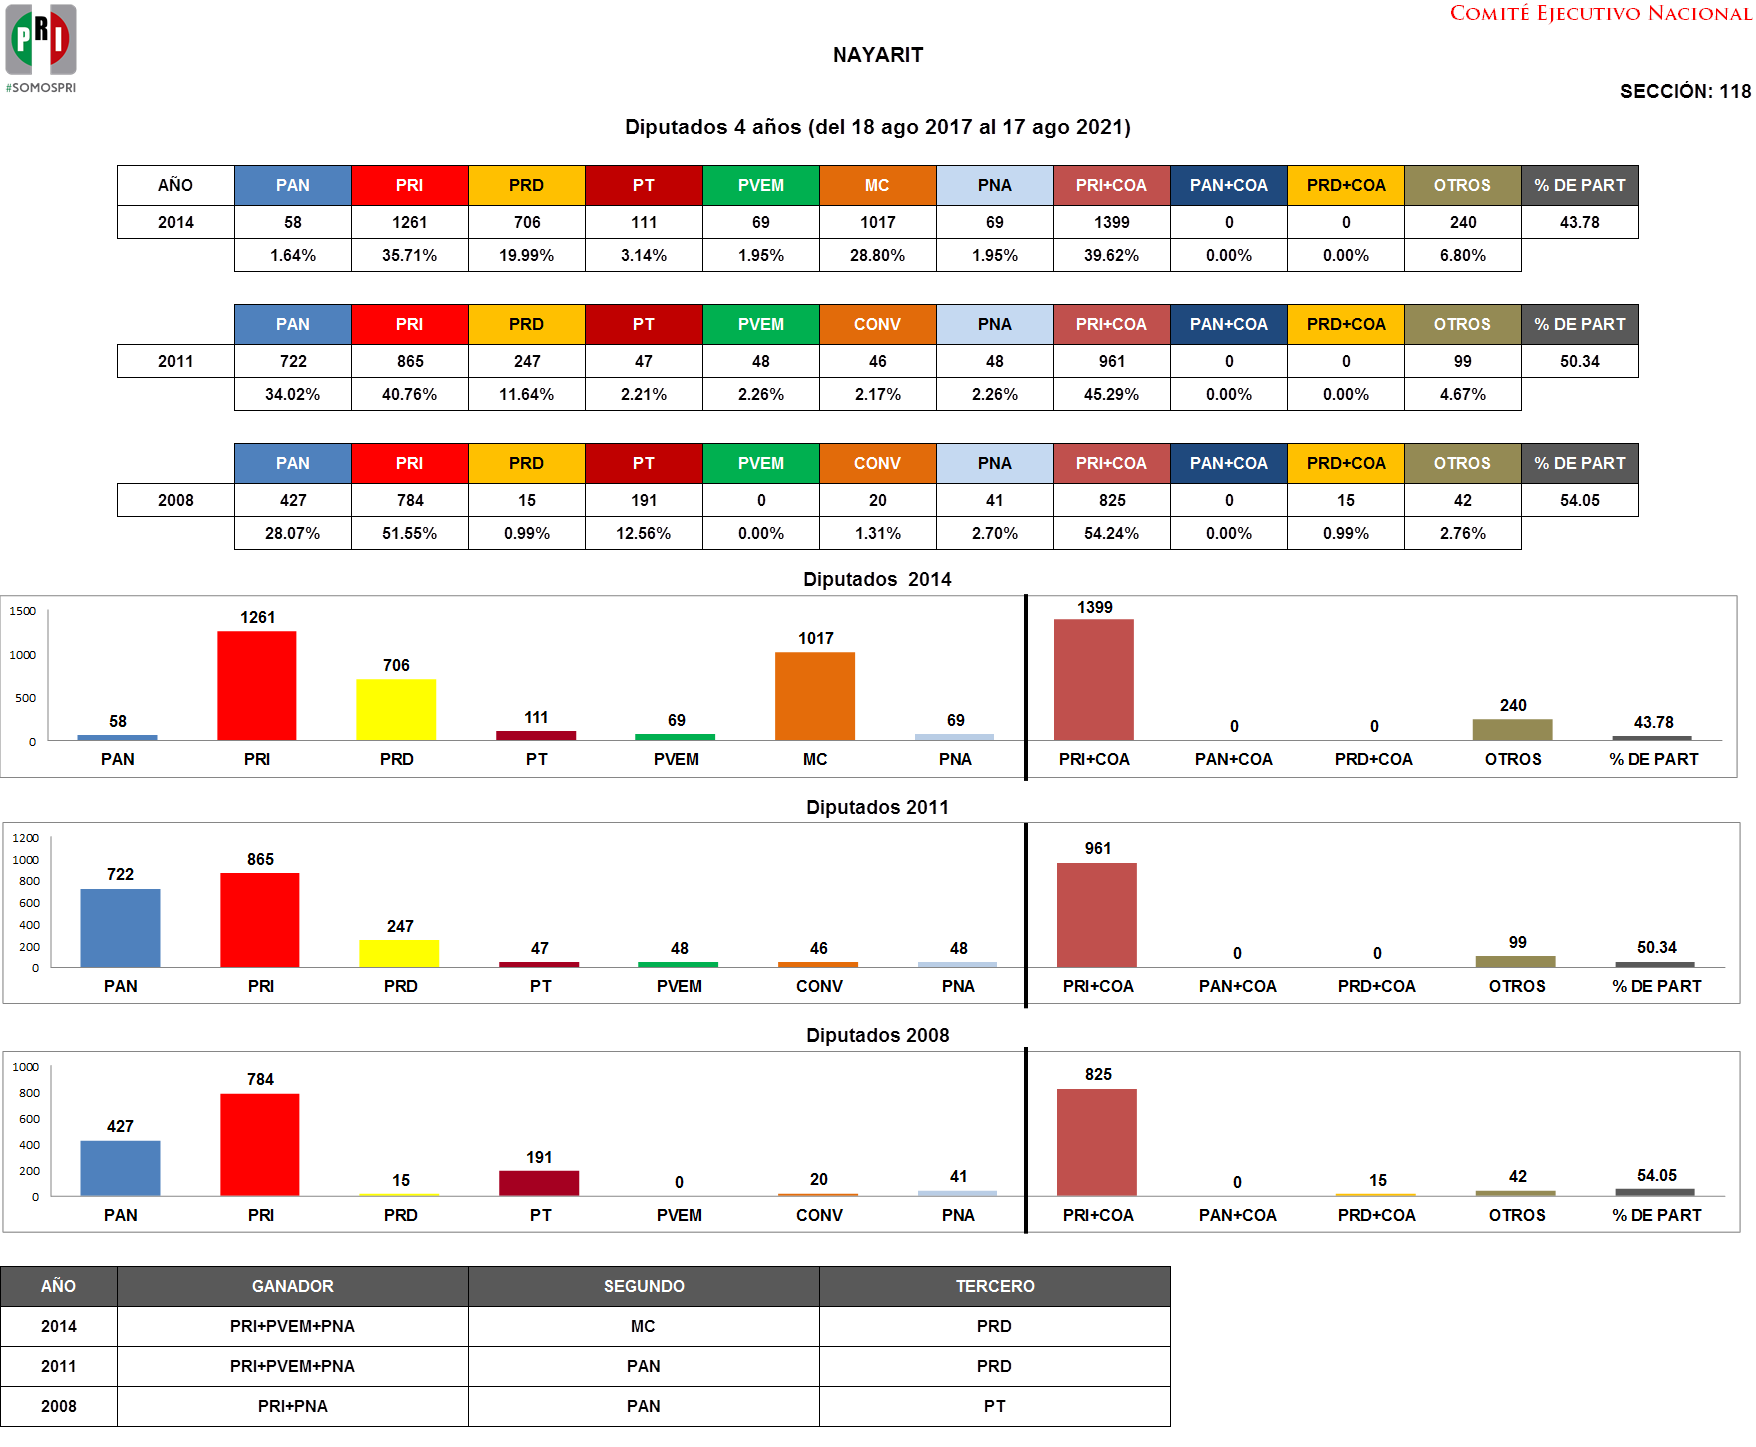 PRI
#SOMOSPRI
COMITÉ EJECUTIVO NACIONAL
NAYARIT
SECCIÓN: 118
Diputados 4 años (del 18 ago 2017 al 17 ago 2021)
AÑO PAN PRI PRD PT PVEM MC PNA PRI+COA PAN+COA PRD+COA OTROS % DE PART
2014 58 1261 706 111 69 1017 69 1399 0 0 240 43.78
1.64% 35.71% 19.99% 3.14% 1.95% 28.80% 1.95% 39.62% 0.00% 0.00% 6.80%
PAN PRI PRD PT PVEM CONV PNA PRI+COA PAN+COA PRD+COA OTROS % DE PART
2011 722 865 247 47 48 46 48 961 0 0 99 50.34
34.02% 40.76% 11.64% 2.21% 2.26% 2.17% 2.26% 45.29% 0.00% 0.00% 4.67%
PAN PRI PRD PT PVEM CONV PNA PRI+COA PAN+COA PRD+COA OTROS % DE PART
2008 427 784 15 191 0 20 41 825 0 15 42 54.05
28.07% 51.55% 0.99% 12.56% 0.00% 1.31% 2.70% 54.24% 0.00% 0.99% 2.76%
Diputados 2014
1500
1000
500
0
58 1261 706 111 69 1017 69 1399 0 0 240 43.78
PAN PRI PRD PT PVEM MC PNA PRI+COA PAN+COA PRD+COA OTROS % DE PART
Diputados 2011
1200
1000
800
600
400
200
0
722 865 247 47 48 46 48 961 0 0 99 50.34
PAN PRI PRD PT PVEM CONV PNA PRI+COA PAN+COA PRD+COA OTROS % DE PART
Diputados 2008
1000
800
600
400
200
0
427 784 15 191 0 20 41 825 0 15 42 54.05
PAN PRI PRD PT PVEM CONV PNA PRI+COA PAN+COA PRD+COA OTROS % DE PART
AÑO GANADOR SEGUNDO TERCERO
2014 PRI+PVEM+PNA MC PRD
2011 PRI+PVEM+PNA PAN PRD
2008 PRI+PNA PAN PT